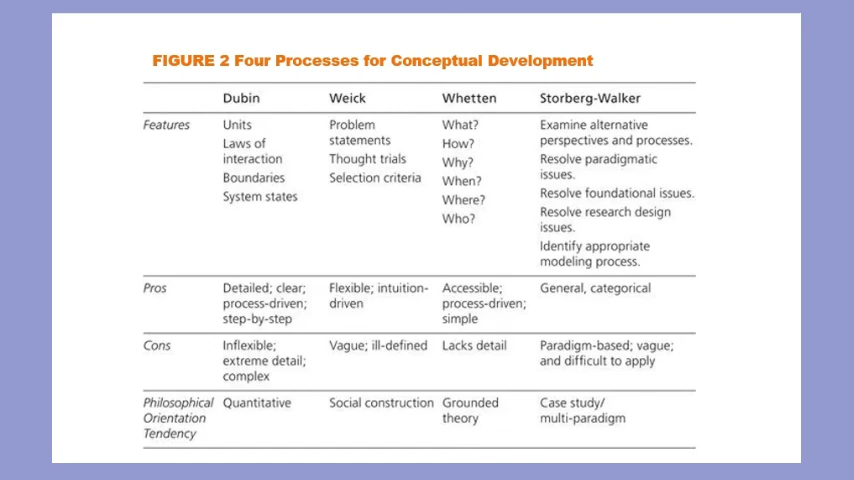 FIGURE 2 Four Processes for Conceptual Development
Dubin Weick Whetten Storberg-Walker
Features Units Problem What? Examine alternative
statements perspectives and processes.
Laws of How?
interaction Thought trials Why? Resolve paradigmatic
issues.
Boundaries Selection criteria When?
System states Where? Resolve foundational issues.
Who? Resolve research design
issues.
Identify appropriate
modeling process.
Pros Detailed; clear; Flexible; intuition- Accessible; General, categorical
process-driven; driven process-driven;
step-by-step simple
Cons Inflexible; Vague; ill-defined Lacks detail Paradigm-based; vague;
extreme detail; and difficult to apply
complex
Philosophical Quantitative Social construction Grounded Case study/
Orientation theory multi-paradigm
Tendency